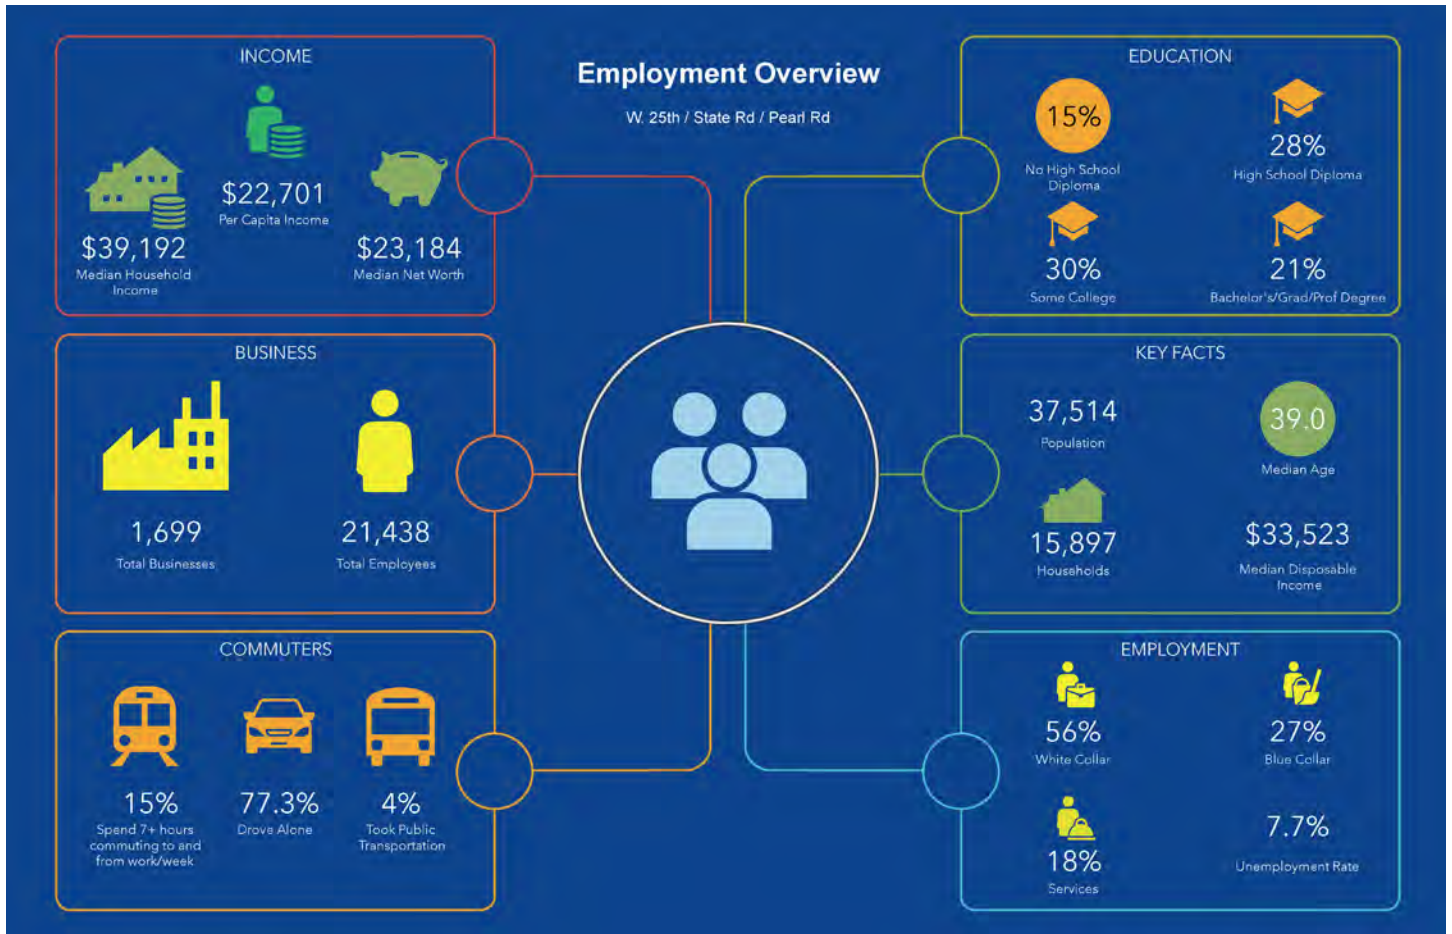 Employment Overview
W. 25th / State Rd / Pearl Rd
INCOME
$22,701
Per Capita Income
$39,192
Median Household
Income
$23,184
Median Net Worth
BUSINESS
1,699
Total Businesses
21,438
Total Employees
COMMUTERS
15%
Spend 7+ hours
commuting to and
from work/week
77.3%
Drove Alone
4%
Took Public
Transportation
EDUCATION
15%
No High School
Diploma
28%
High School Diploma
30%
Some College
21%
Bachelor's/Grad/Prof Degree
KEY FACTS
37,514
Population
39.0
Median Age
15,897
Households
$33,523
Median Disposable
Income
EMPLOYMENT
56%
White Collar
27%
Blue Collar
18%
Services
7.7%
Unemployment Rate